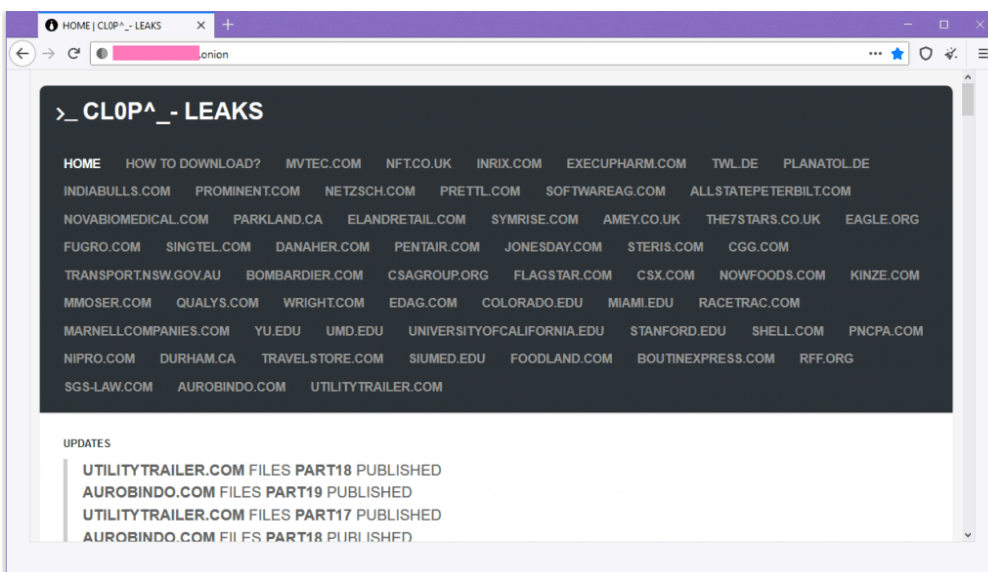 HOME | CL0P^_- LEAKS
.onion
>_ CL0P^_- LEAKS
HOME HOW TO DOWNLOAD? MVTEC.COM NFT.CO.UK INRIX.COM EXECUPHARM.COM TWL.DE PLANATOL.DE
INDIABULLS.COM PROMINENT.COM NETZSCH.COM PRETTL.COM SOFTWAREAG.COM ALLSTATEPETERBILT.COM
NOVABIOMEDICAL.COM PARKLAND.CA ELANDRETAIL.COM SYMRISE.COM AMEY.CO.UK THE7STARS.CO.UK EAGLE.ORG
FUGRO.COM SINGTEL.COM DANAHER.COM PENTAIR.COM JONESDAY.COM STERIS.COM CGG.COM
TRANSPORT.NSW.GOV.AU BOMBARDIER.COM CSAGROUP.ORG FLAGSTAR.COM CSX.COM NOWFOODS.COM KINZE.COM
MMOSER.COM QUALYS.COM WRIGHT.COM EDAG.COM COLORADO.EDU MIAMI.EDU RACETRAC.COM
MARNELLCOMPANIES.COM YU.EDU UMD.EDU UNIVERSITYOFCALIFORNIA.EDU STANFORD.EDU SHELL.COM PNCPA.COM
NIPRO.COM DURHAM.CA TRAVELSTORE.COM SIUMED.EDU FOODLAND.COM BOUTINEXPRESS.COM RFF.ORG
SGS-LAW.COM AUROBINDO.COM UTILITYTRAILER.COM
UPDATES
UTILITYTRAILER.COM FILES PART18 PUBLISHED
AUROBINDO.COM FILES PART19 PUBLISHED
UTILITYTRAILER.COM FILES PART17 PUBLISHED
AUROBINDO.COM FILES PART18 PUBLISHED